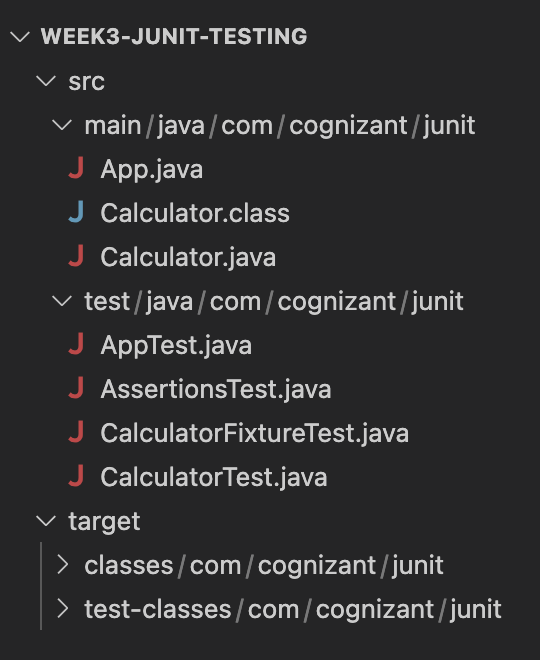 WEEK3-JUNIT-TESTING
src
main/java/com/cognizant/junit
App.java
Calculator.class
Calculator.java
test/java/com/cognizant/junit
AppTest.java
AssertionsTest.java
CalculatorFixtureTest.java
CalculatorTest.java
target
classes/com/cognizant/junit
test-classes/com/cognizant/junit